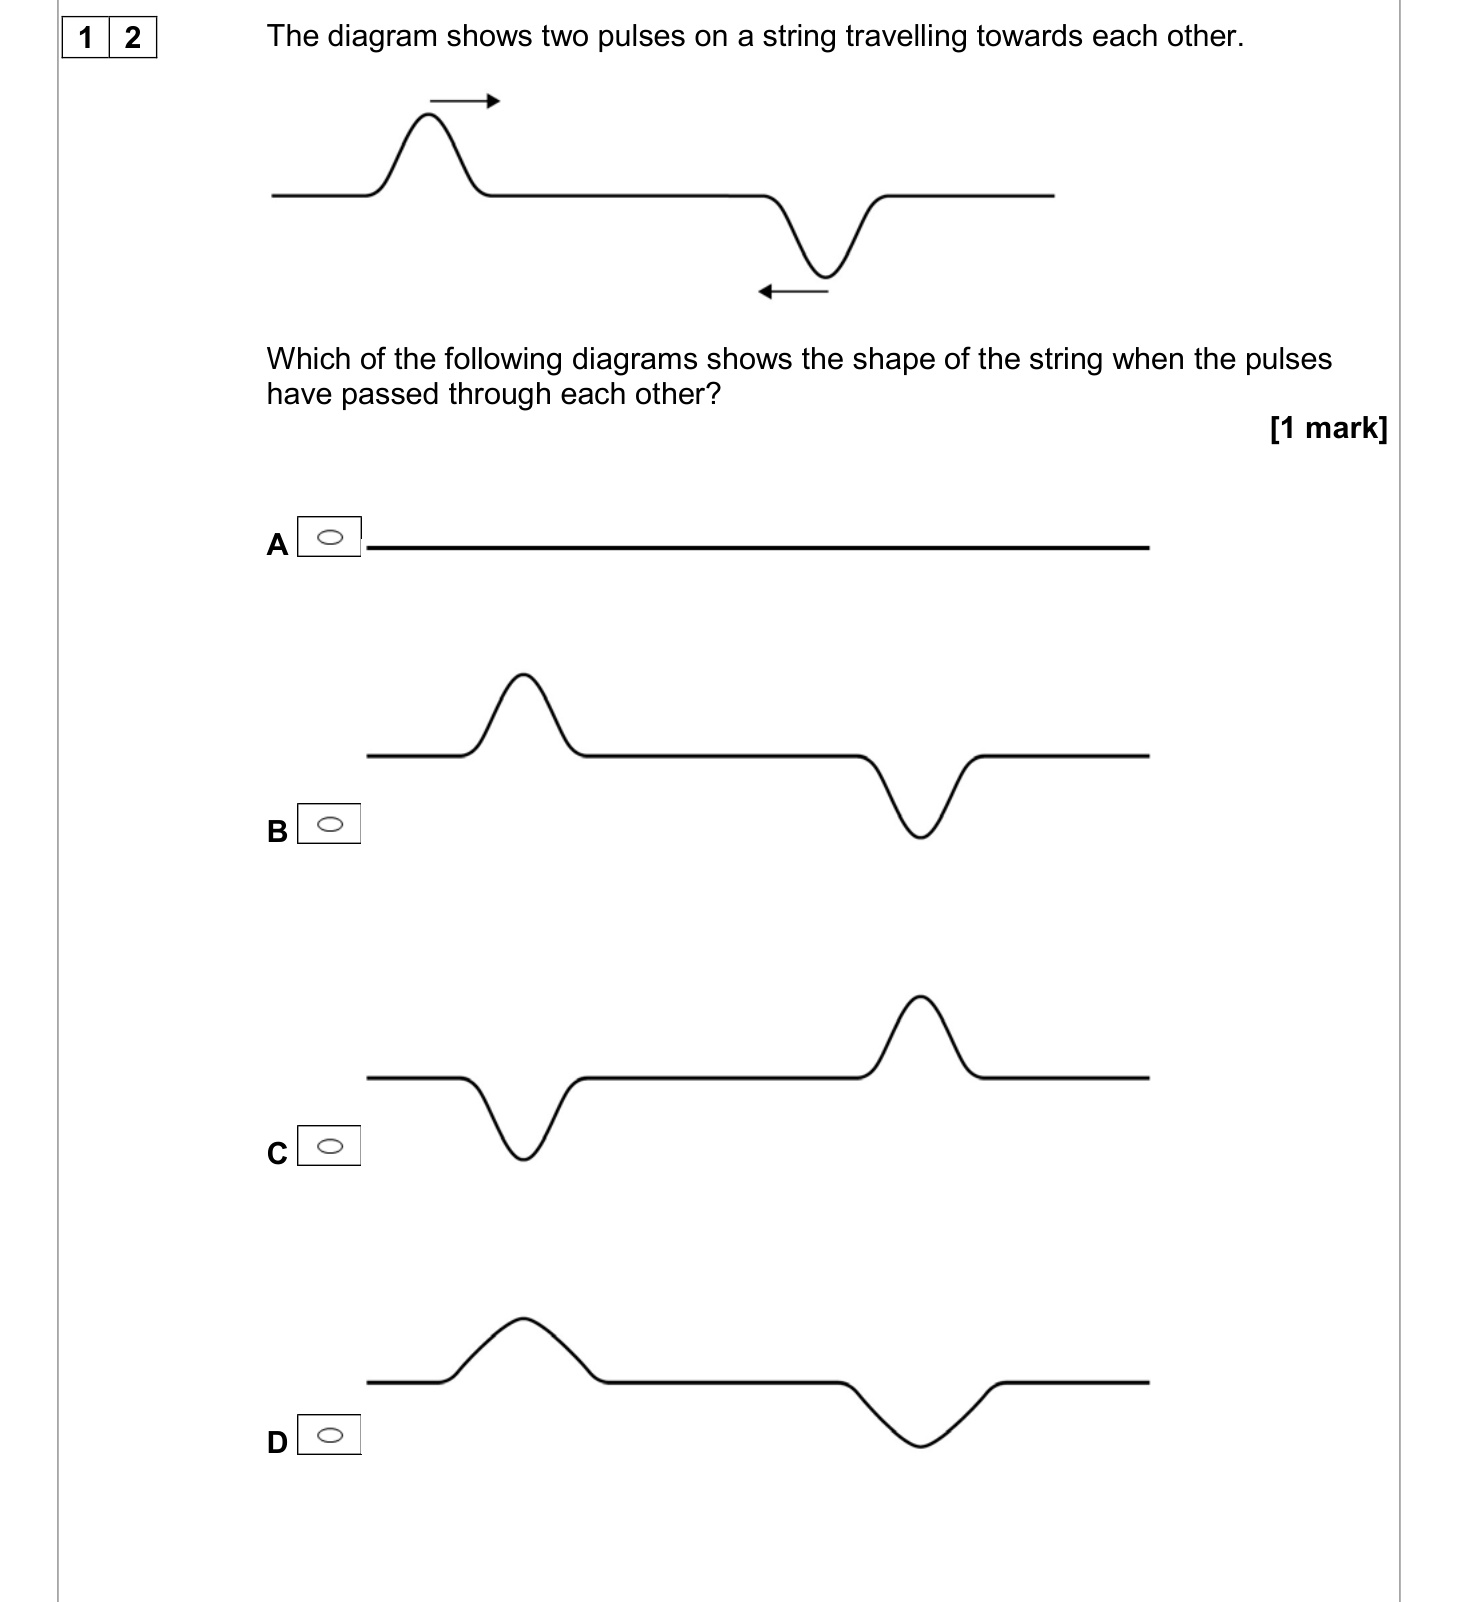 1 2
The diagram shows two pulses on a string travelling towards each other.
Which of the following diagrams shows the shape of the string when the pulses
have passed through each other?
[1 mark]
A
B
C
D